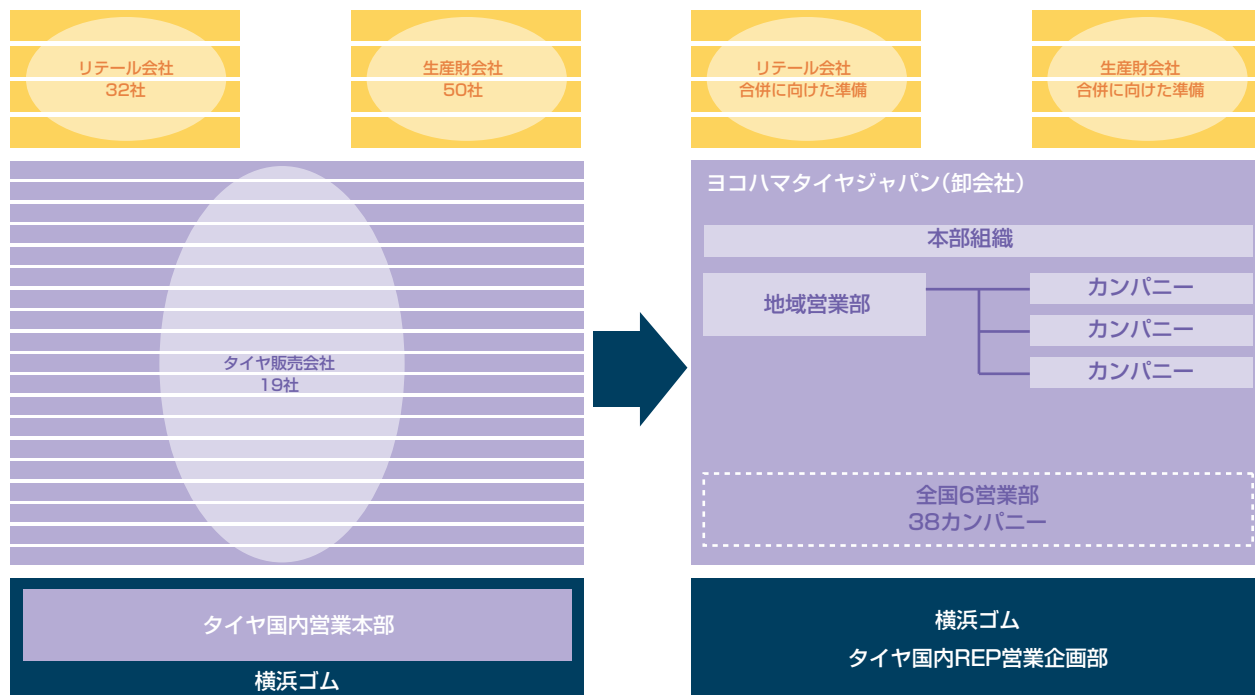 リテール会社
32社
生産財会社
50社
タイヤ販売会社
19社
タイヤ国内営業本部
横浜ゴム
リテール会社
合併に向けた準備
生産財会社
合併に向けた準備
ヨコハマタイヤジャパン(卸会社)
本部組織
地域営業部
カンパニー
カンパニー
カンパニー
全国6営業部
38カンパニー
横浜ゴム
タイヤ国内REP営業企画部